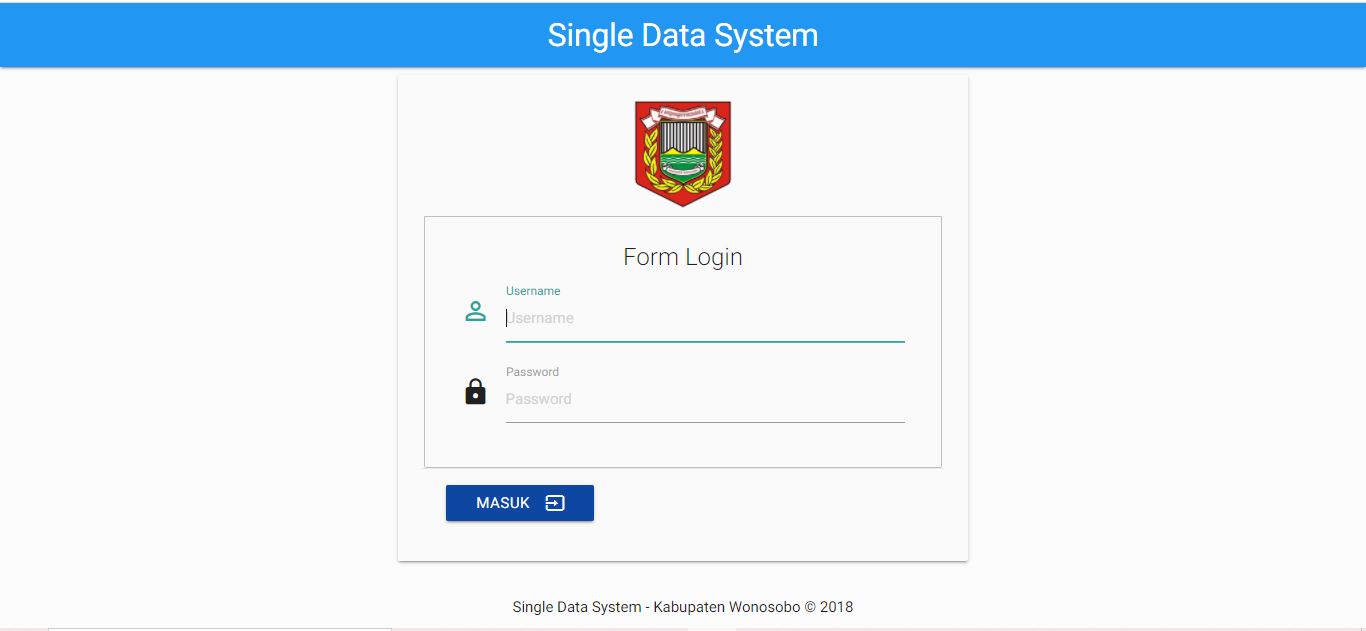 Single Data System
Form Login
Username
Username
Password
Password
MASUK
Single Data System - Kabupaten Wonosobo © 2018